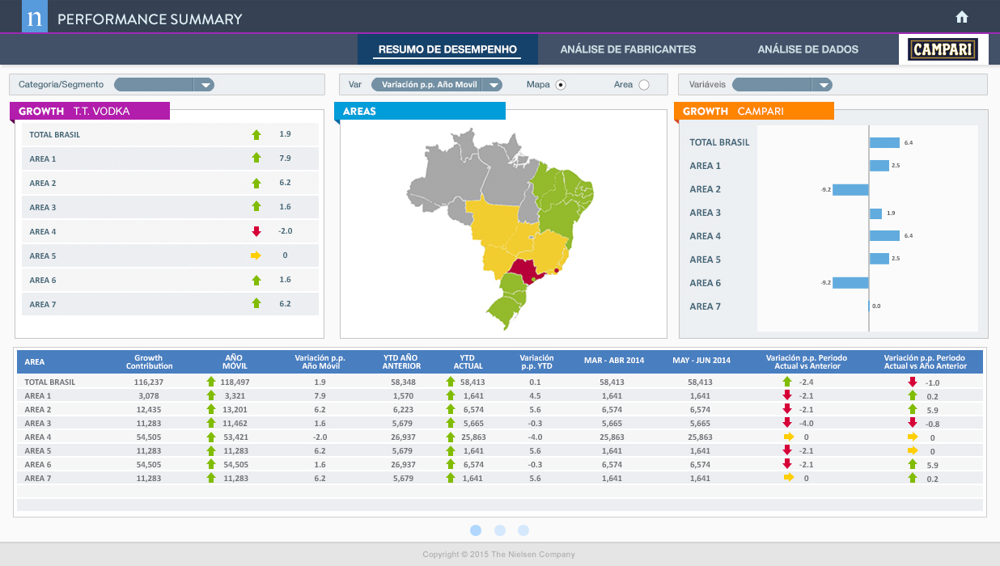 n PERFORMANCE SUMMARY
RESUMO DE DESEMPENHO ANÁLISE DE FABRICANTES ANÁLISE DE DADOS CAMPARI
Categoria/Segmento Var Variación p.p. Año Movil Mapa Area Variáveis
GROWTH T.T. VODKA
TOTAL BRASIL 1.9
AREA 1 7.9
AREA 2 6.2
AREA 3 1.6
AREA 4 -2.0
AREA 5 0
AREA 6 1.6
AREA 7 6.2
AREAS
GROWTH CAMPARI
TOTAL BRASIL 6.4
AREA 1 2.5
AREA 2 -9.2
AREA 3 1.9
AREA 4 6.4
AREA 5 2.5
AREA 6 -9.2
AREA 7 0.0
AREA Growth Contribution AÑO MÓVIL Variación p.p. Año Móvil YTD AÑO ANTERIOR YTD ACTUAL Variación p.p. YTD MAR - ABR 2014 MAY - JUN 2014 Variación p.p. Periodo Actual vs Anterior Variación p.p. Periodo Actual vs Año Anterior
TOTAL BRASIL 116,237 118,497 1.9 58,348 58,413 0.1 58,413 58,413 -2.4 -1.0
AREA 1 3,078 3,321 7.9 1,570 1,641 4.5 1,641 1,641 -2.1 0.2
AREA 2 12,435 13,201 6.2 6,223 6,574 5.6 6,574 6,574 -2.1 5.9
AREA 3 11,283 11,462 1.6 5,679 5,665 -0.3 5,665 5,665 -4.0 -0.8
AREA 4 54,505 53,421 -2.0 26,937 25,863 -4.0 25,863 25,863 0 0
AREA 5 11,283 11,283 6.2 5,679 1,641 5.6 1,641 1,641 -2.1 0
AREA 6 54,505 54,505 1.6 26,937 6,574 -0.3 6,574 6,574 -2.1 5.9
AREA 7 11,283 11,283 6.2 5,679 1,641 5.6 1,641 1,641 0 0.2
Copyright © 2015 The Nielsen Company